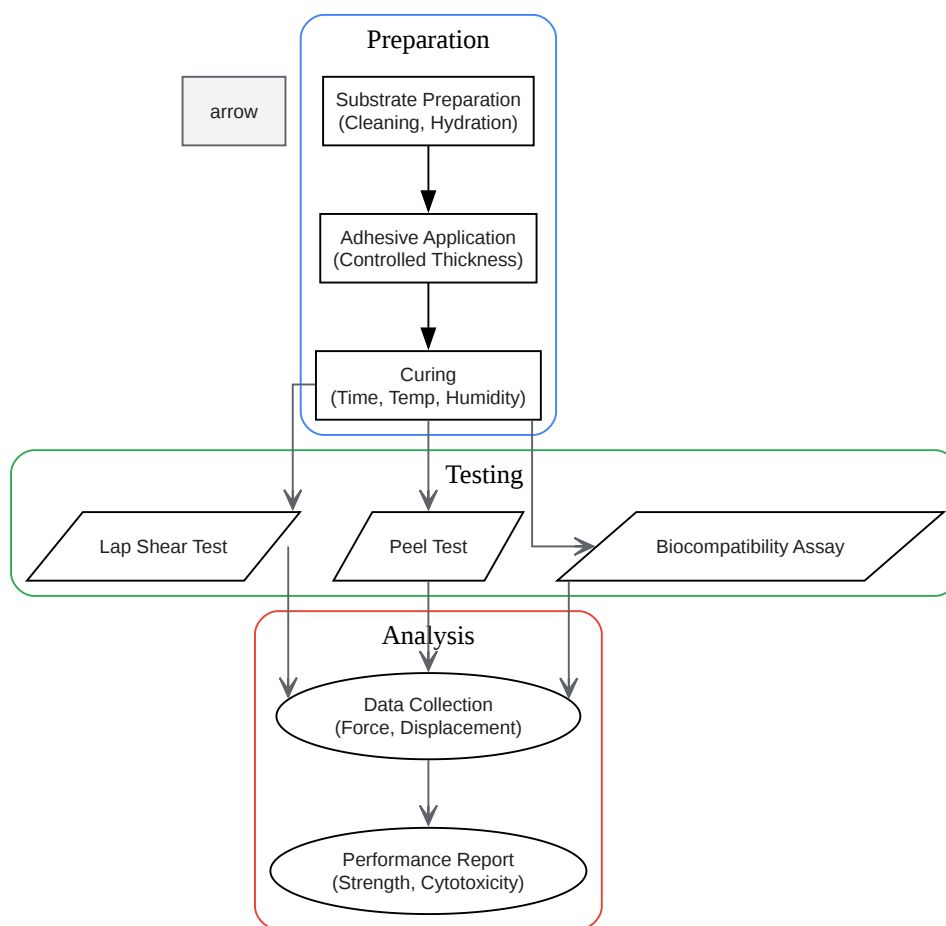 Preparation
arrow
Substrate Preparation
(Cleaning, Hydration)
Adhesive Application
(Controlled Thickness)
Curing
(Time, Temp, Humidity)
Testing
Lap Shear Test
Peel Test
Biocompatibility Assay
Analysis
Data Collection
(Force, Displacement)
Performance Report
(Strength, Cytotoxicity)